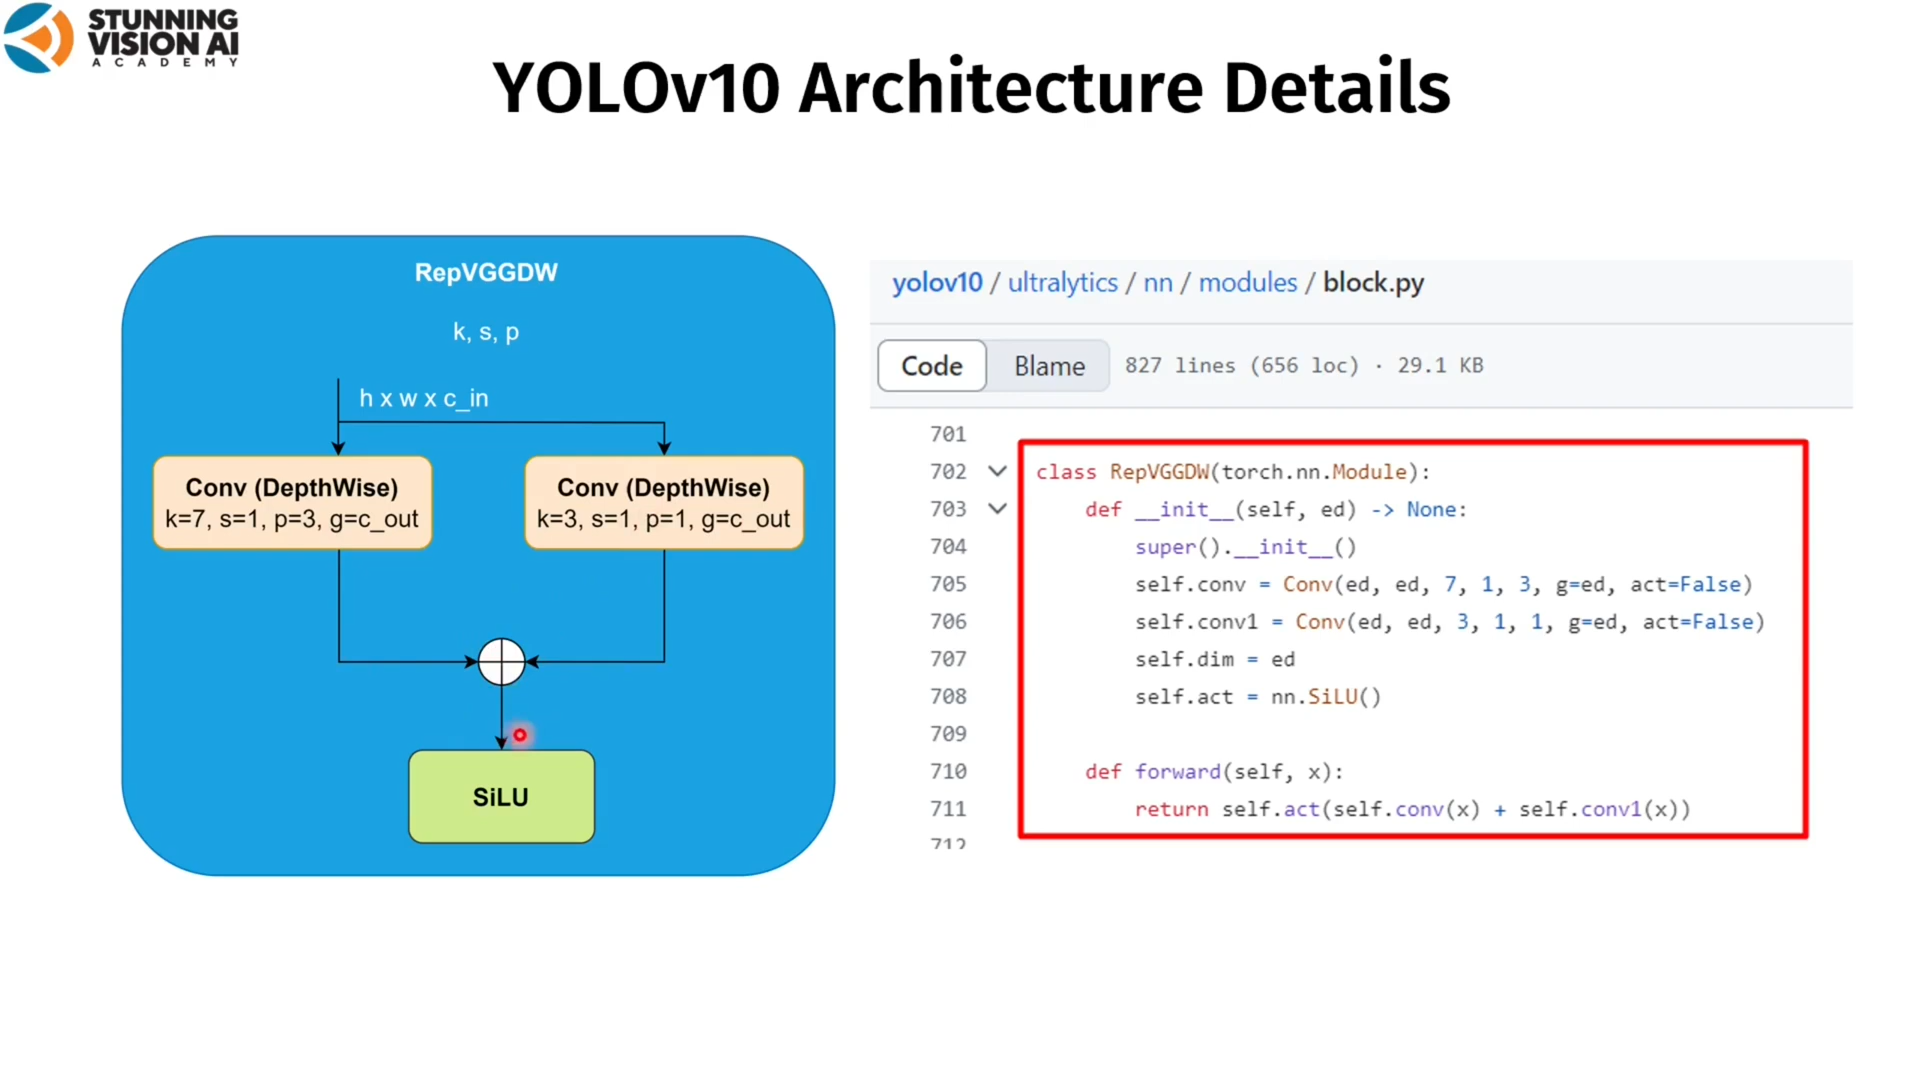 STUNNING
VISION AI
ACADEMY
YOLOv10 Architecture Details
RepVGGDW
k, s, p
h x w x c_in
Conv (DepthWise)
k=7, s=1, p=3, g=c_out
Conv (DepthWise)
k=3, s=1, p=1, g=c_out
SiLU
yolov10 / ultralytics / nn / modules / block.py
Code Blame 827 lines (656 loc) · 29.1 KB
701
702 class RepVGGDW(torch.nn.Module):
703 def __init__(self, ed) -> None:
704 super().__init__()
705 self.conv = Conv(ed, ed, 7, 1, 3, g=ed, act=False)
706 self.conv1 = Conv(ed, ed, 3, 1, 1, g=ed, act=False)
707 self.dim = ed
708 self.act = nn.SiLU()
709
710 def forward(self, x):
711 return self.act(self.conv(x) + self.conv1(x))
712